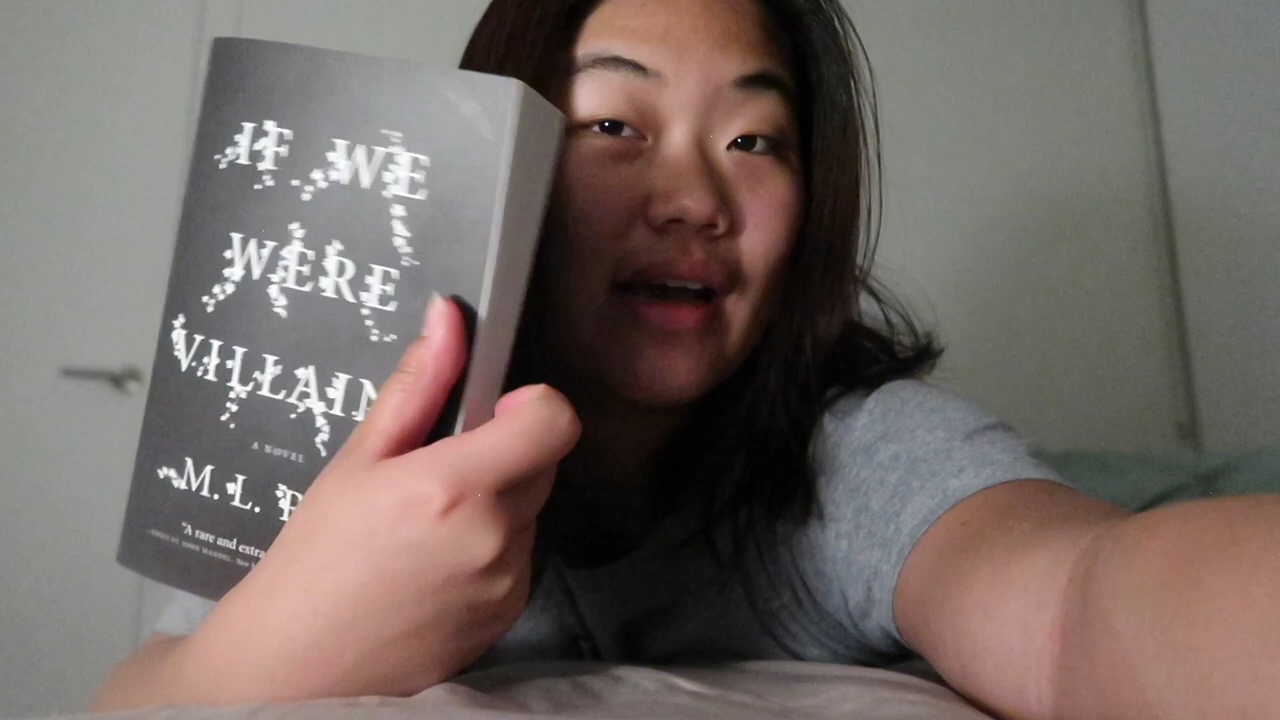 IF WE
WERE
VILLAIN
A NOVEL
M. L.
"A rare and extra